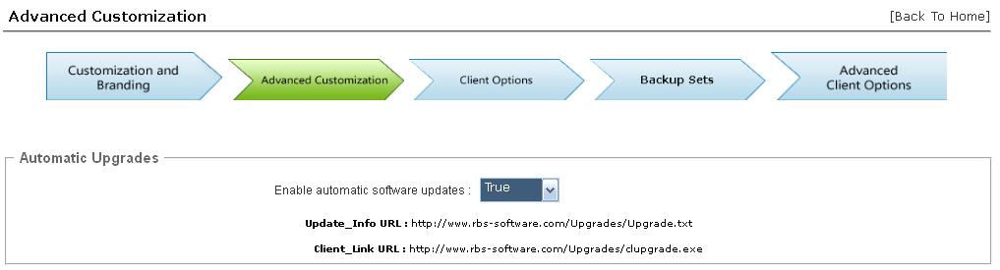 Advanced Customization [Back To Home]
Customization and Branding
Advanced Customization
Client Options
Backup Sets
Advanced Client Options
Automatic Upgrades
Enable automatic software updates : True
Update_Info URL : http://www.rbs-software.com/Upgrades/Upgrade.txt
Client_Link URL : http://www.rbs-software.com/Upgrades/clupgrade.exe